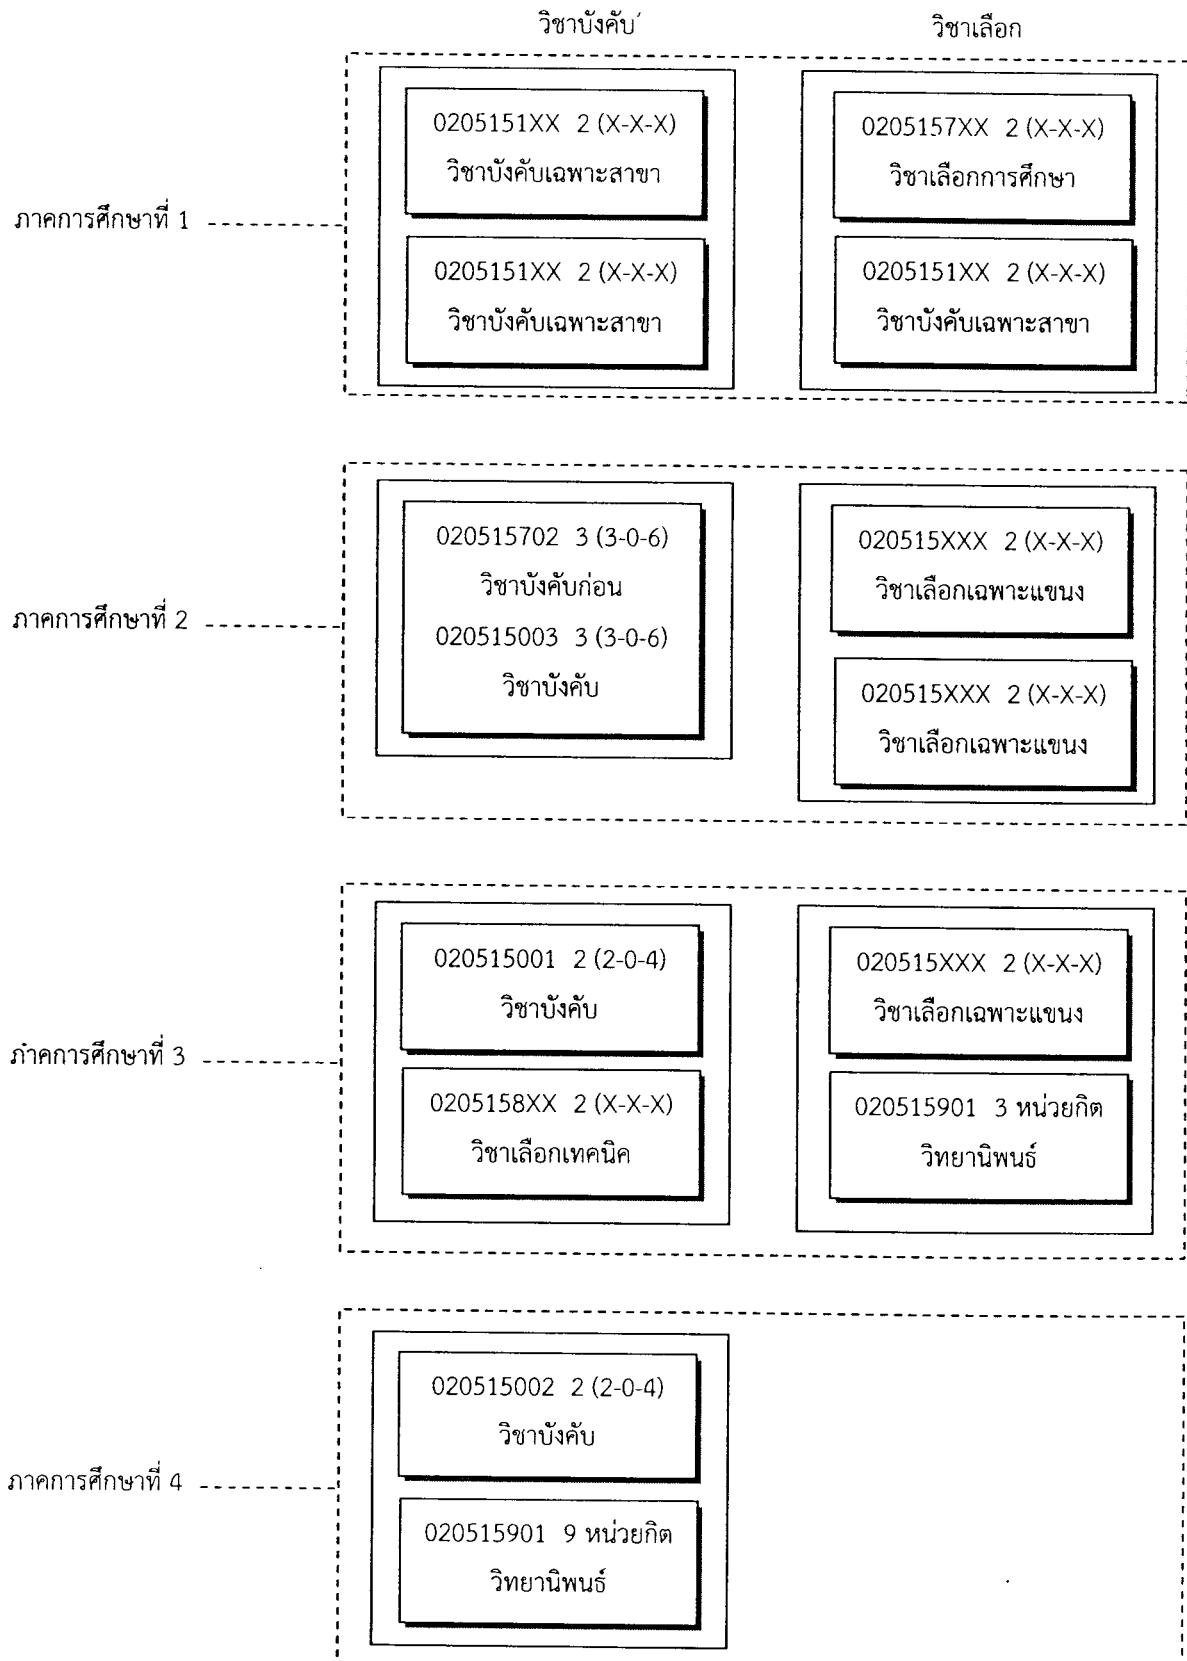 วิชาบังคับ
วิชาเลือก
ภาคการศึกษาที่ 1
0205151XX 2 (X-X-X)
วิชาบังคับเฉพาะสาขา
0205151XX 2 (X-X-X)
วิชาบังคับเฉพาะสาขา
0205157XX 2 (X-X-X)
วิชาเลือกการศึกษา
0205151XX 2 (X-X-X)
วิชาบังคับเฉพาะสาขา
ภาคการศึกษาที่ 2
020515702 3 (3-0-6)
วิชาบังคับก่อน
020515003 3 (3-0-6)
วิชาบังคับ
020515XXX 2 (X-X-X)
วิชาเลือกเฉพาะแขนง
020515XXX 2 (X-X-X)
วิชาเลือกเฉพาะแขนง
ภาคการศึกษาที่ 3
020515001 2 (2-0-4)
วิชาบังคับ
0205158XX 2 (X-X-X)
วิชาเลือกเทคนิค
020515XXX 2 (X-X-X)
วิชาเลือกเฉพาะแขนง
020515901 3 หน่วยกิต
วิทยานิพนธ์
ภาคการศึกษาที่ 4
020515002 2 (2-0-4)
วิชาบังคับ
020515901 9 หน่วยกิต
วิทยานิพนธ์